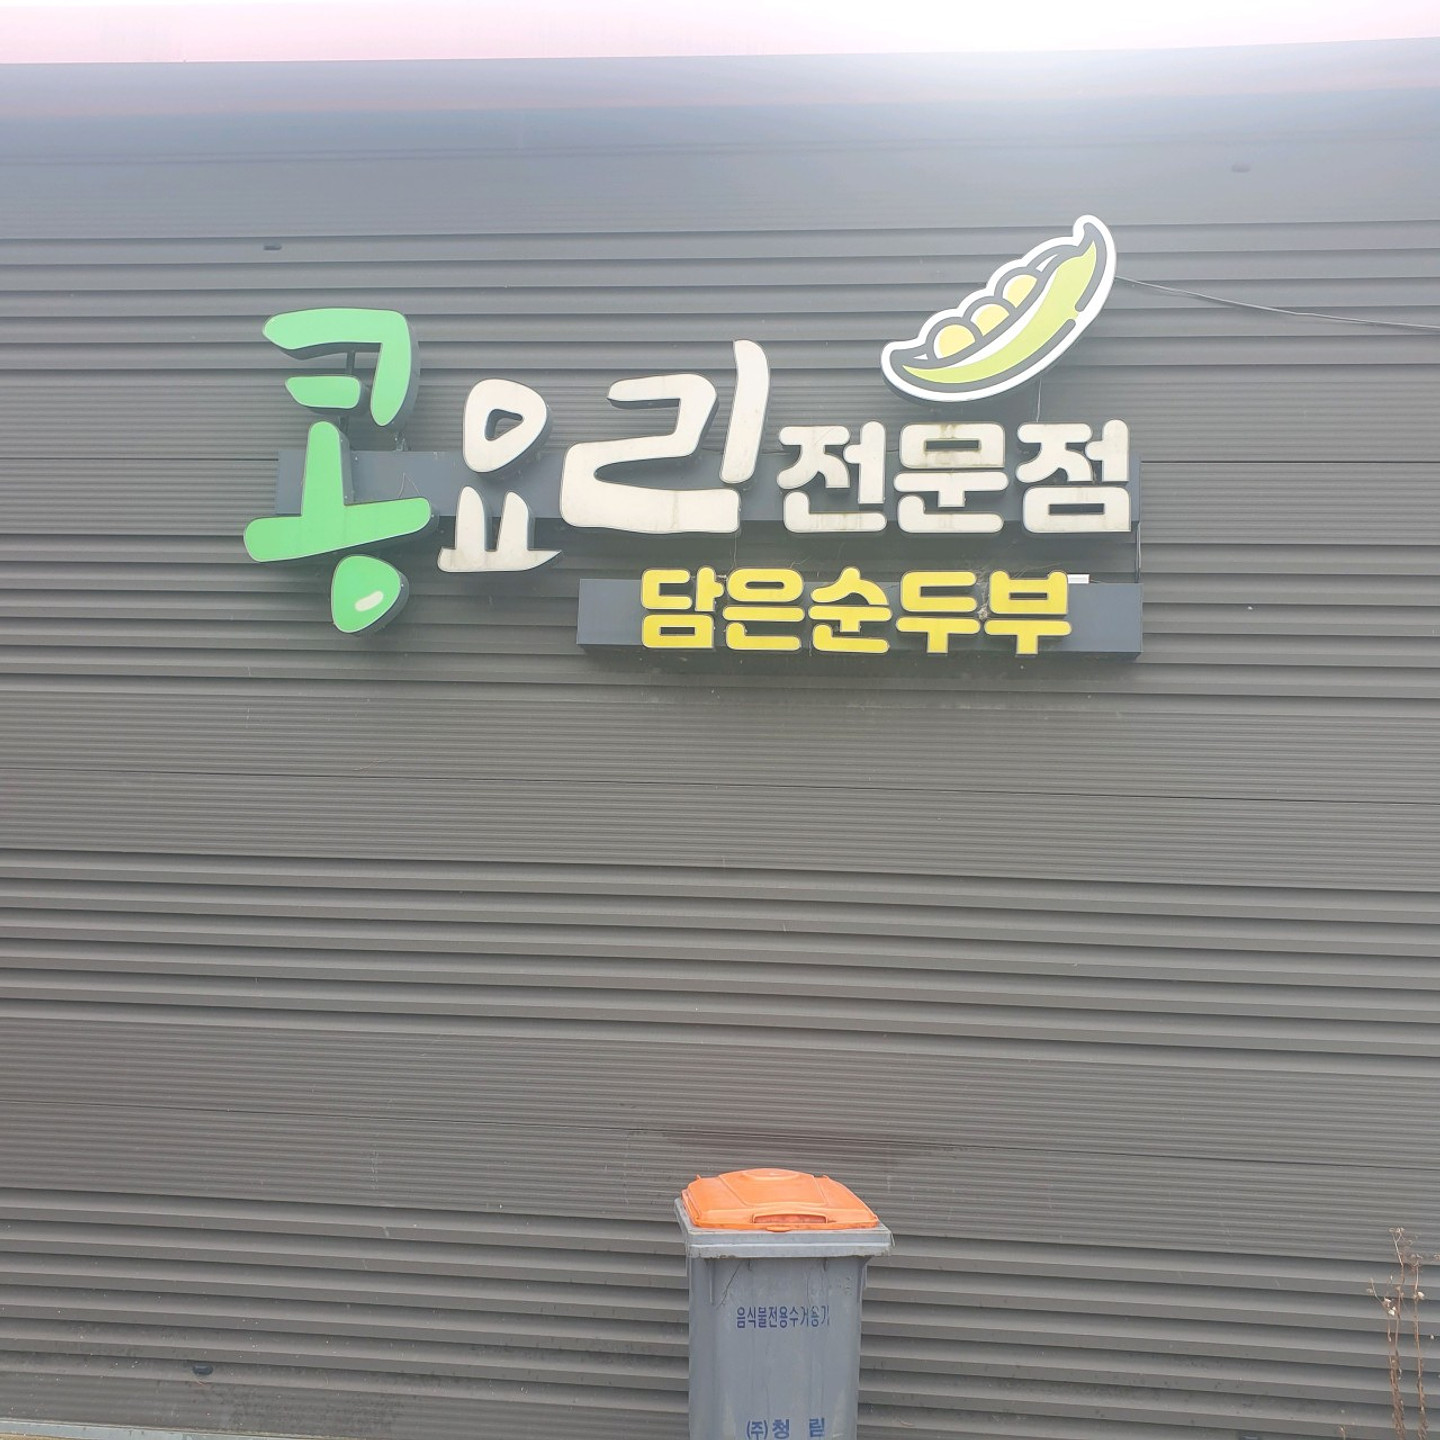 콩요리전문점
담은순두부
음식물전용수거용기
(주)청림